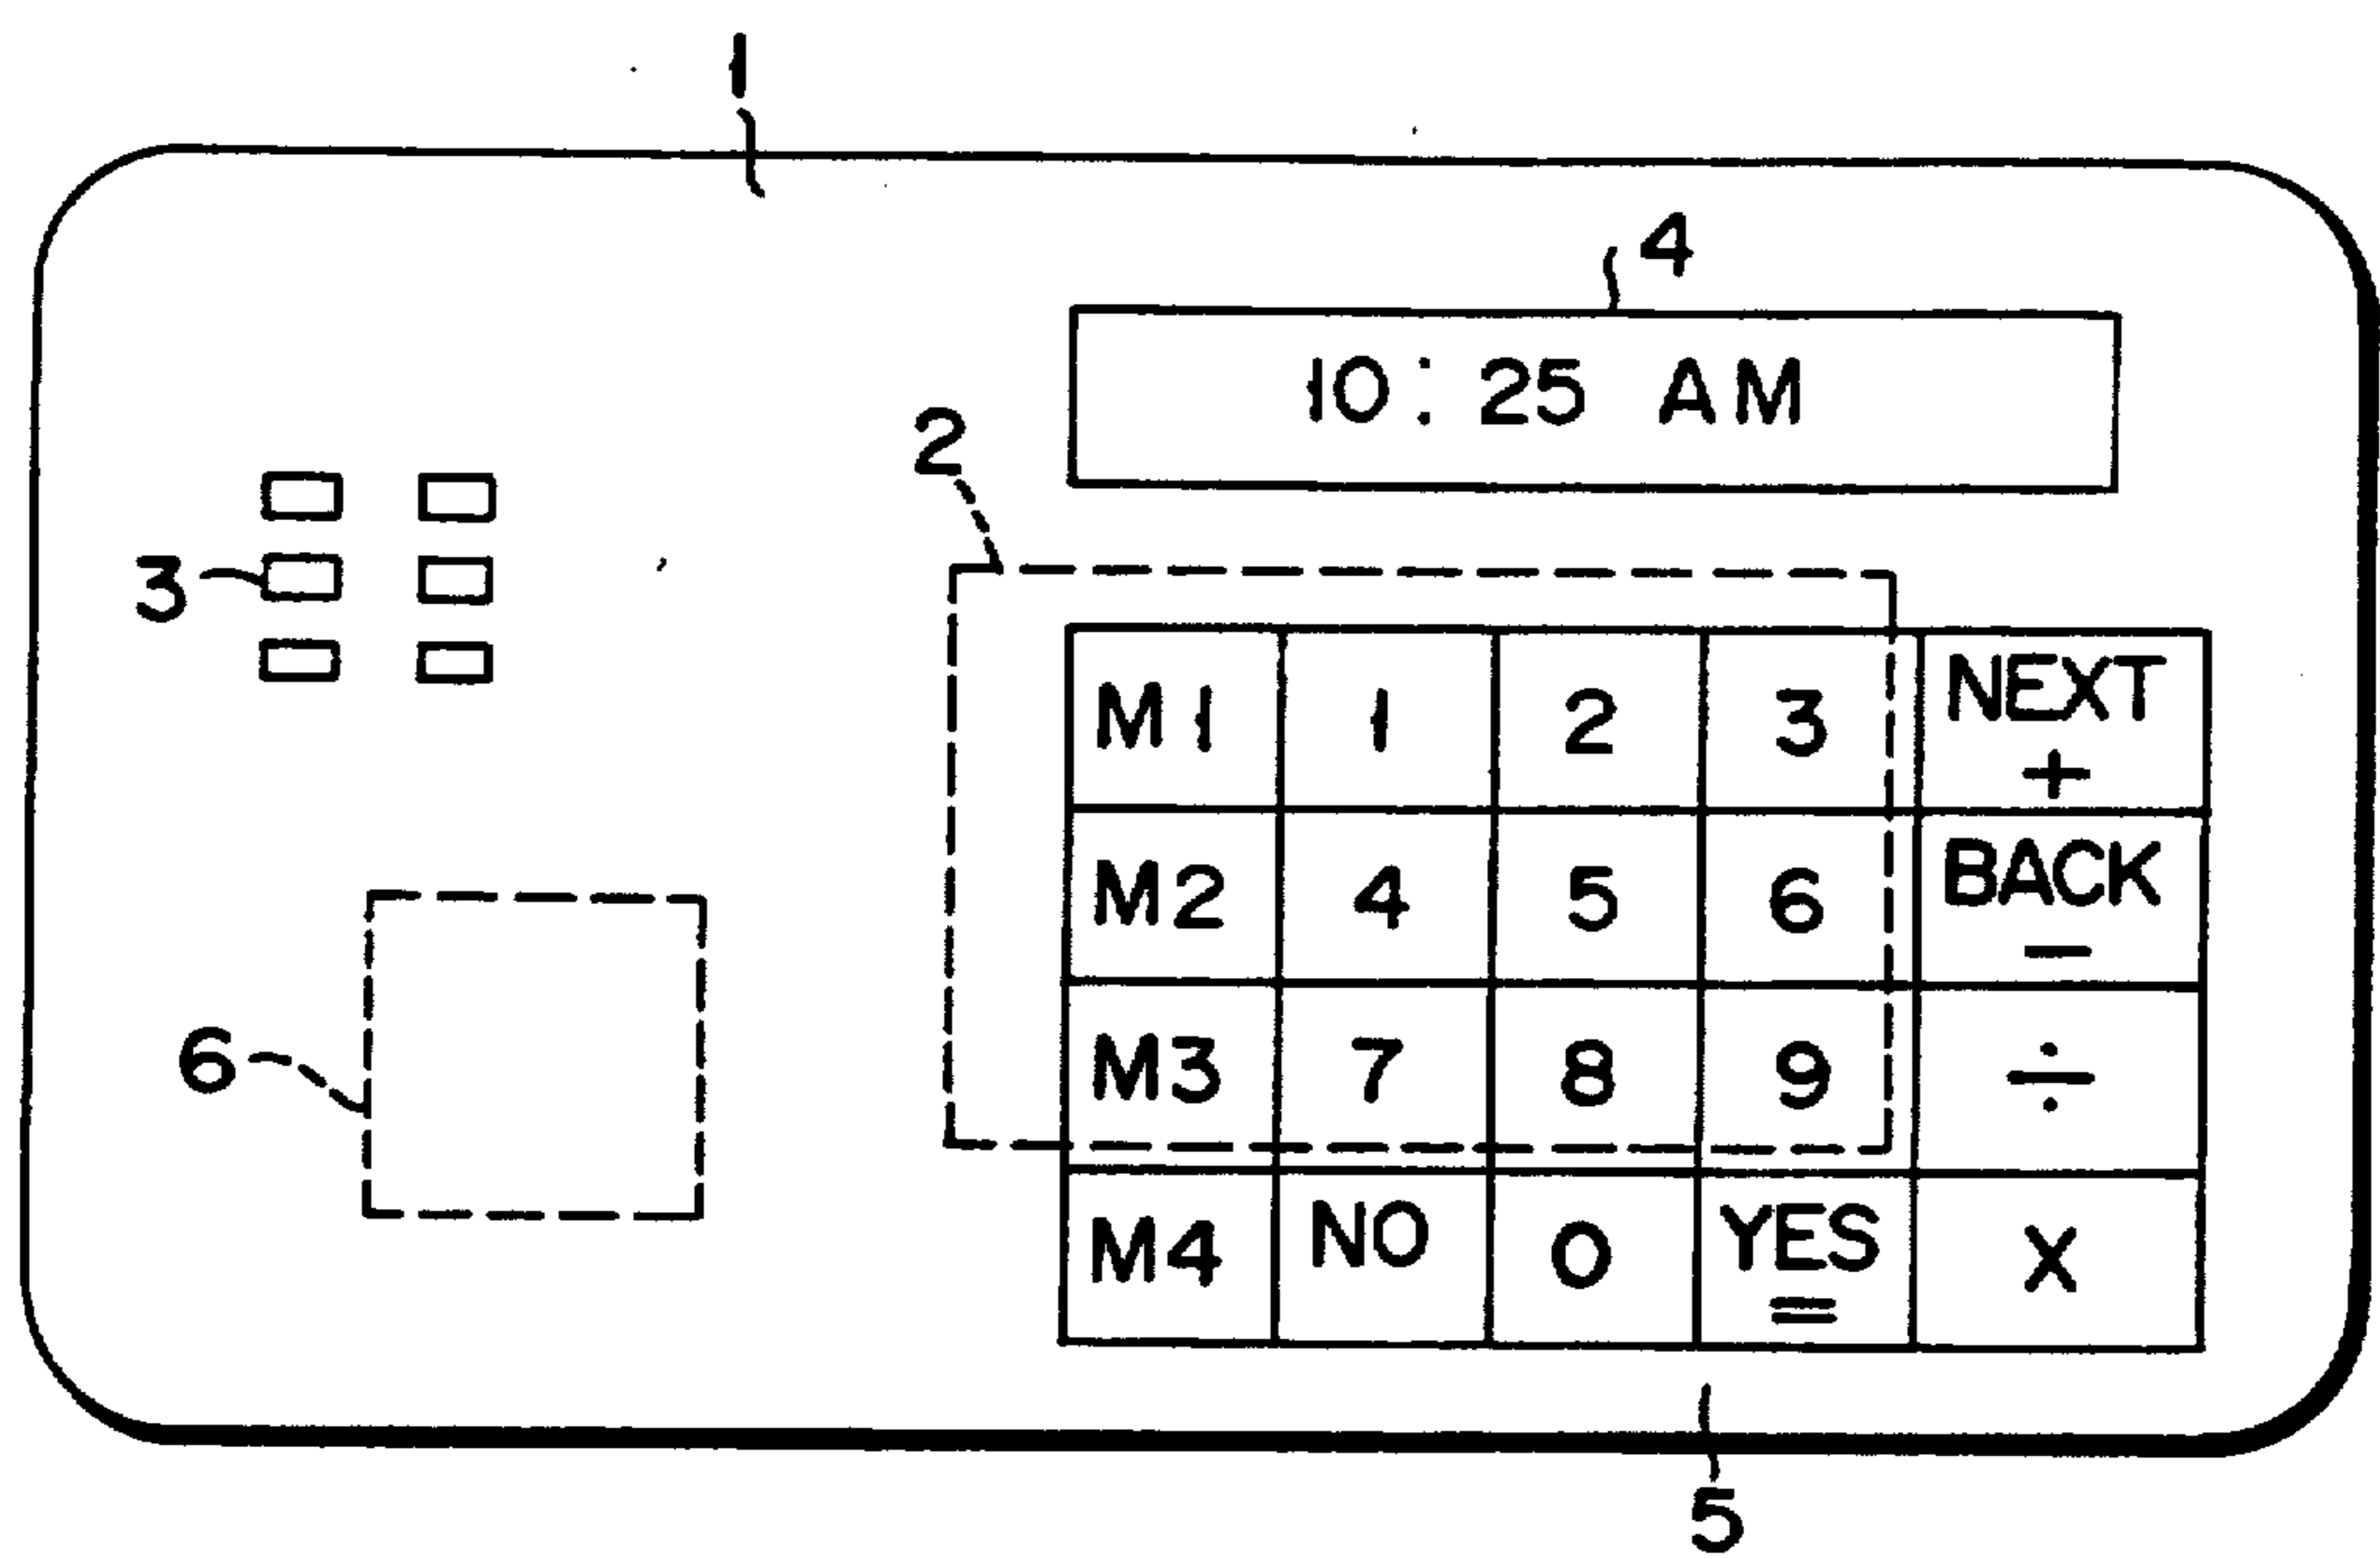 1
4
10: 25 AM
2
3
M1 1 2 3 NEXT +
M2 4 5 6 BACK −
M3 7 8 9 ÷
6
M4 NO 0 YES = X
5